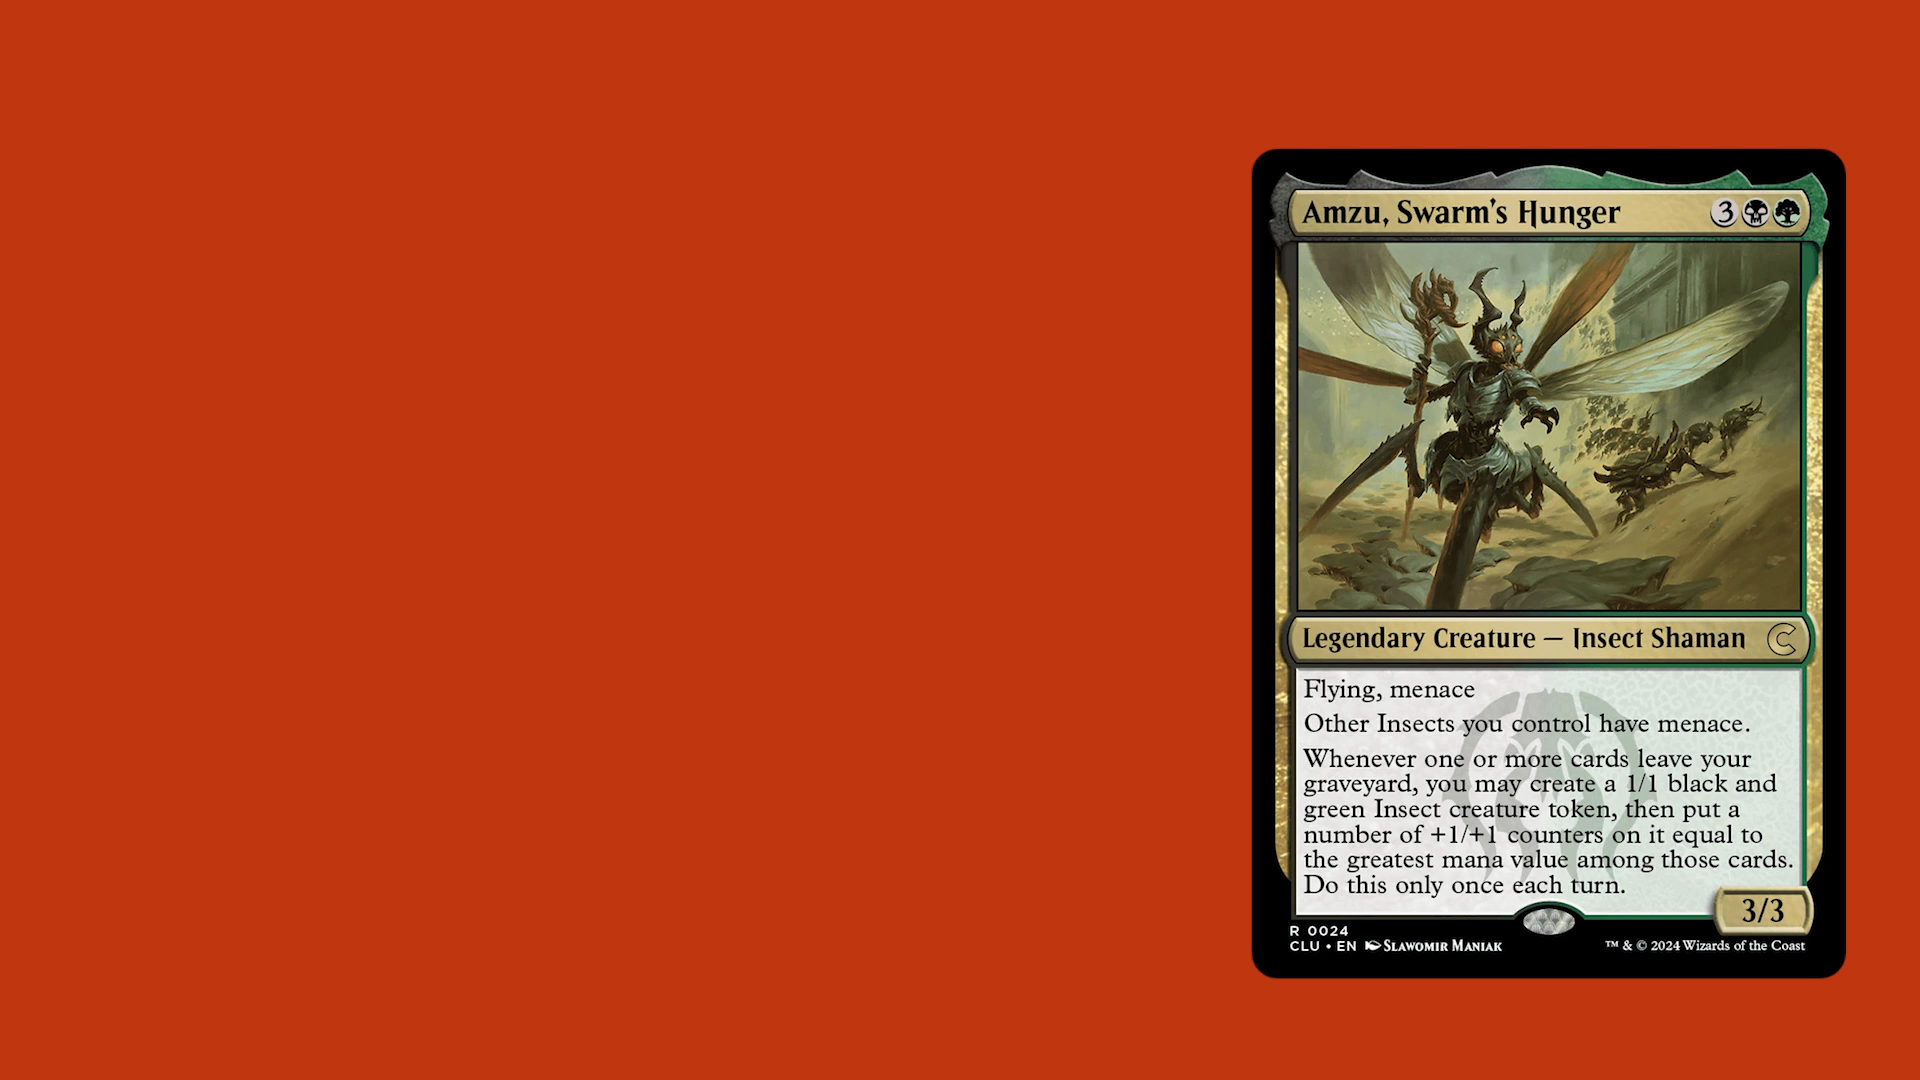 Amzu, Swarm's Hunger 3
Legendary Creature — Insect Shaman
Flying, menace
Other Insects you control have menace.
Whenever one or more cards leave your
graveyard, you may create a 1/1 black and
green Insect creature token, then put a
number of +1/+1 counters on it equal to
the greatest mana value among those cards.
Do this only once each turn.
3/3
R 0024
CLU • EN SLAWOMIR MANIAK
™ & © 2024 Wizards of the Coast